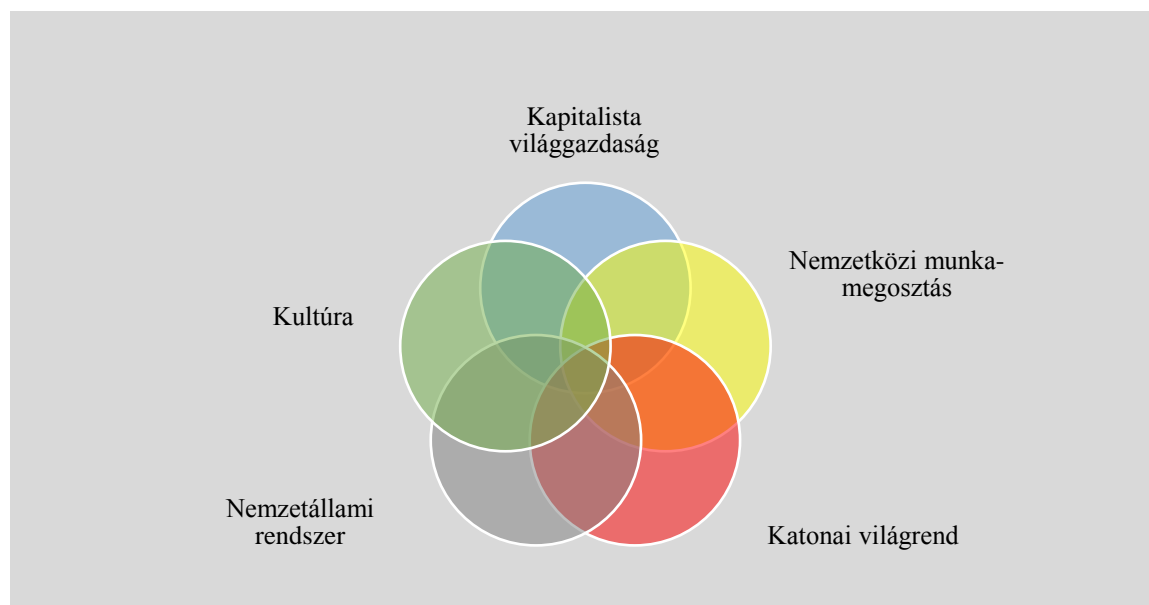 Kapitalista
világgazdaság
Nemzetközi munka-
megosztás
Kultúra
Nemzetállami
rendszer
Katonai világrend